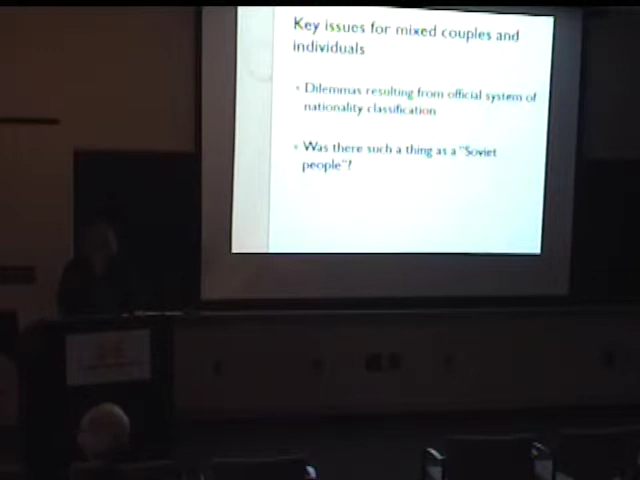 Key issues for mixed couples and
individuals
Dilemmas resulting from official system of
nationality classification
Was there such a thing as a "Soviet
people"?